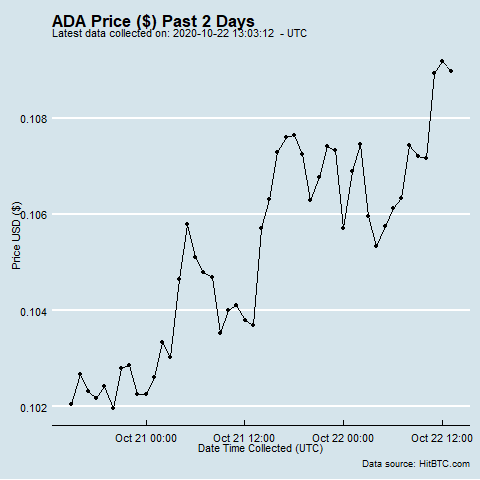 ADA Price ($) Past 2 Days
Latest data collected on: 2020-10-22 13:03:12 - UTC
Price USD ($)
0.108
0.106
0.104
0.102
Oct 21 00:00 Oct 21 12:00 Oct 22 00:00 Oct 22 12:00
Date Time Collected (UTC)
Data source: HitBTC.com